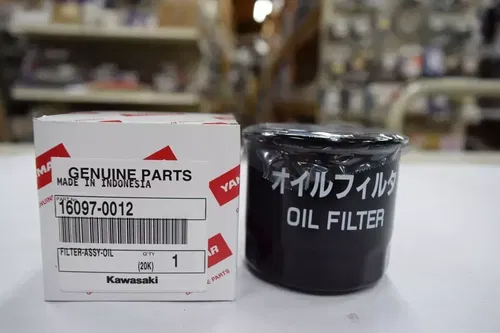 GENUINE PARTS
MADE IN INDONESIA
16097-0012
FILTER-ASSY-OIL
Q'TY
(20K)
1
Kawasaki
オイルフィルタ
OIL FILTER